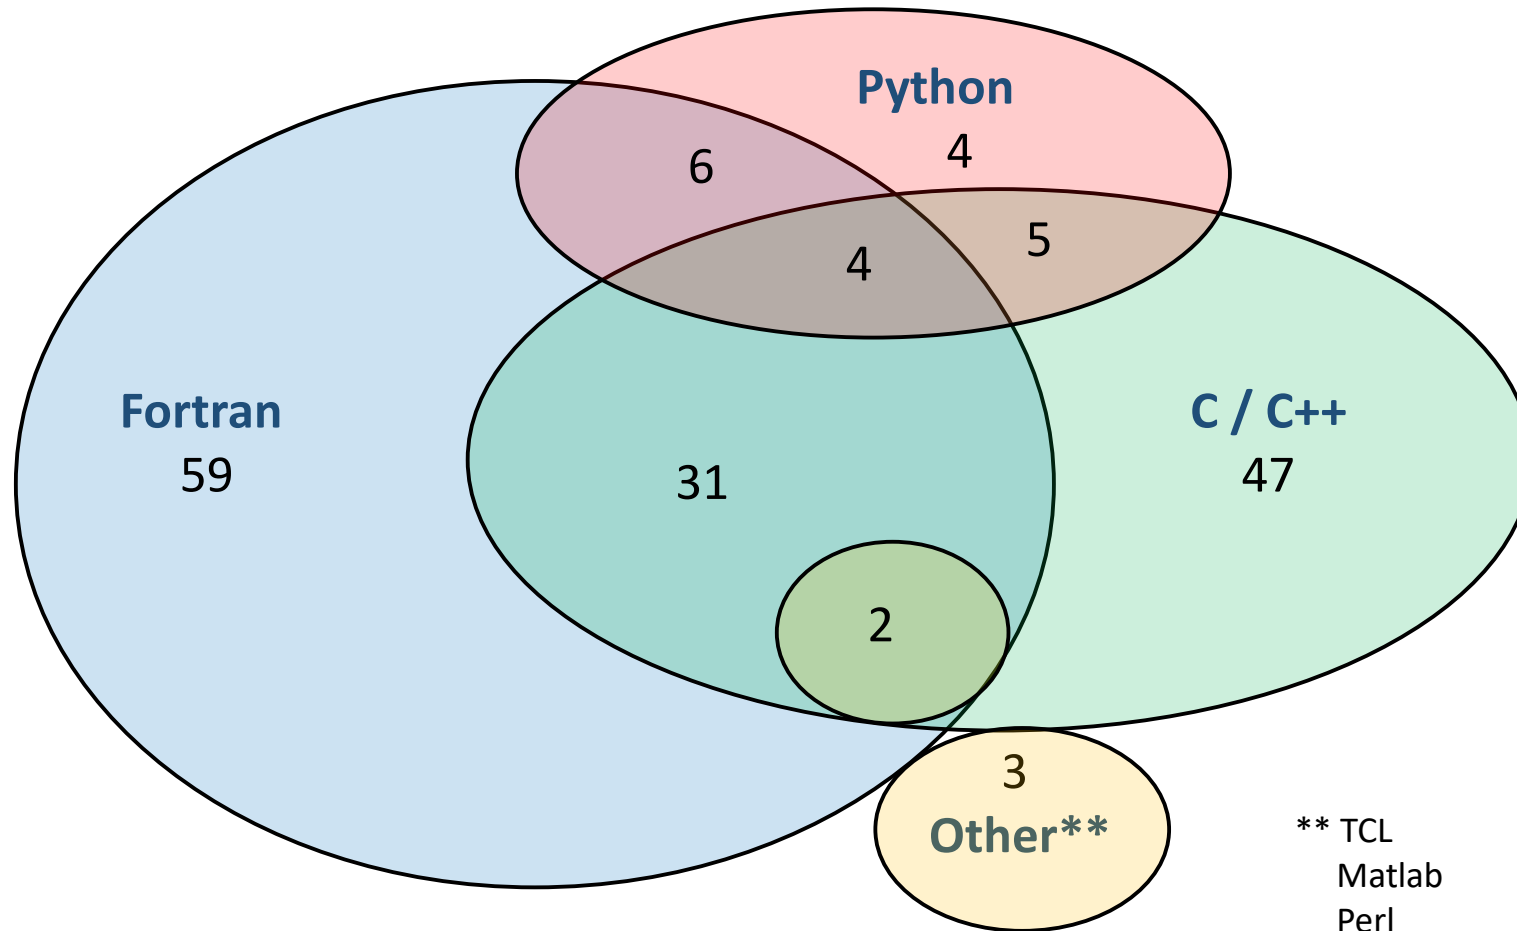 Python
4
6
5
4
Fortran
59
C / C++
47
31
2
3
Other**
** TCL
Matlab
Perl